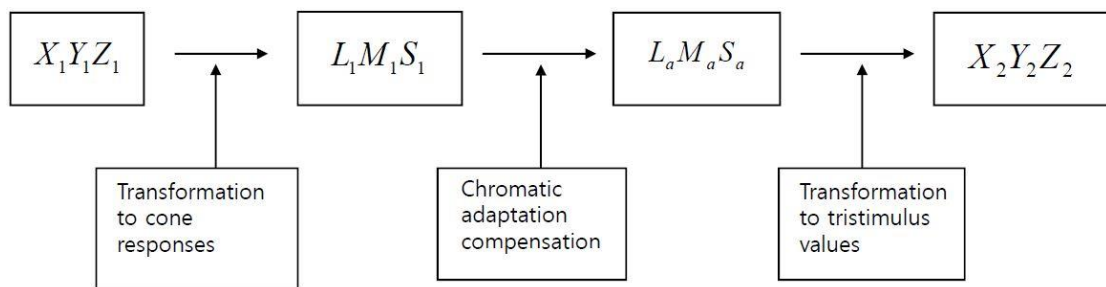 X₁Y₁Z₁
L₁M₁S₁
LₐMₐSₐ
X₂Y₂Z₂
Transformation
to cone
responses
Chromatic
adaptation
compensation
Transformation
to tristimulus
values